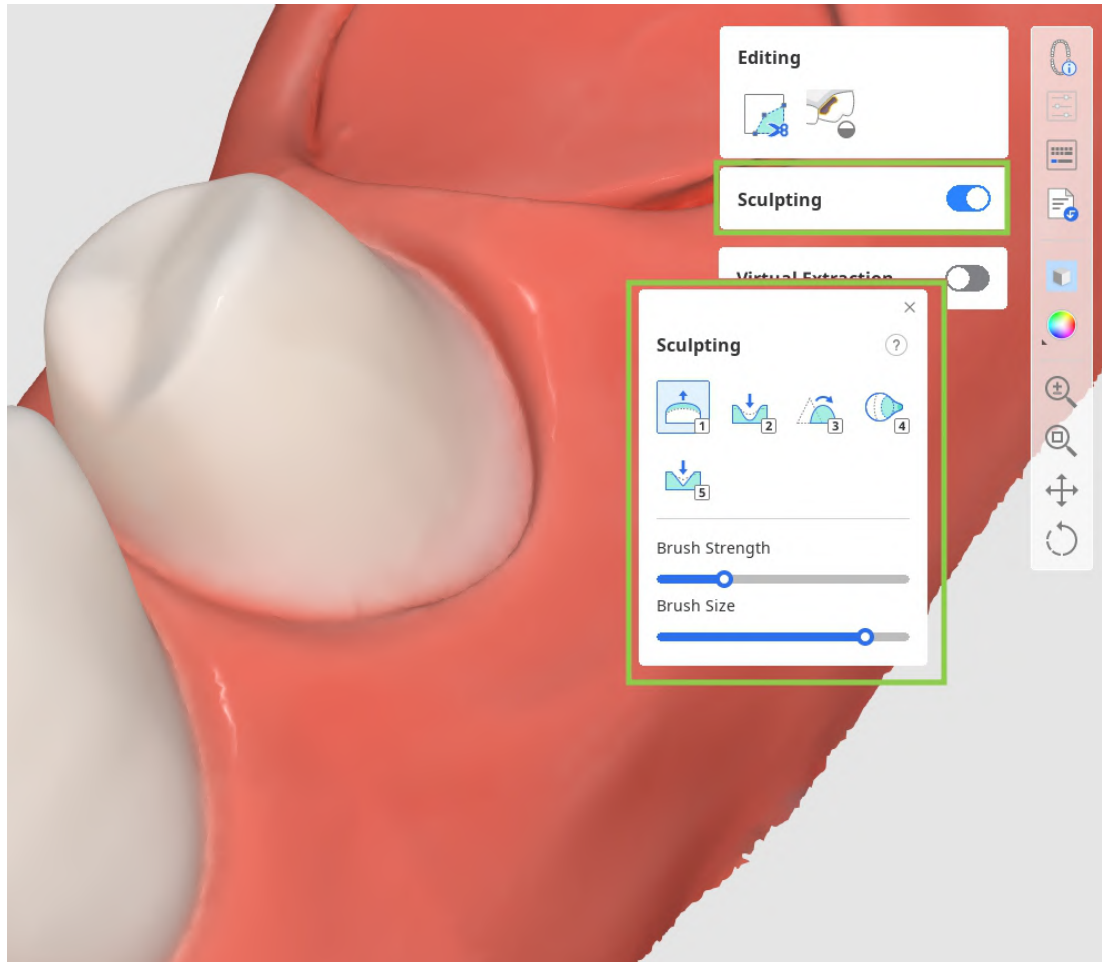 Editing
Sculpting
Virtual Extraction
Sculpting
?
1
2
3
4
5
Brush Strength
Brush Size